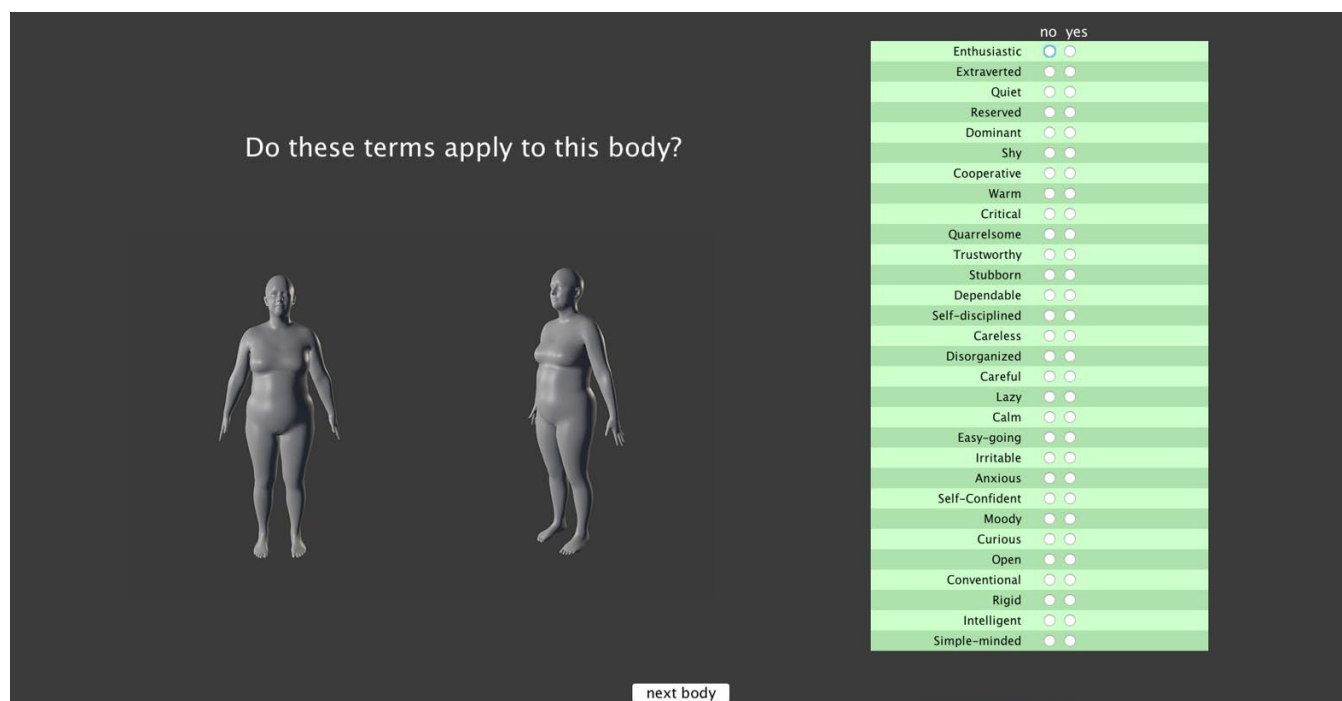 no yes
Enthusiastic
Extraverted
Quiet
Reserved
Dominant
Do these terms apply to this body?
Shy
Cooperative
Warm
Critical
Quarrelsome
Trustworthy
Stubborn
Dependable
Self-disciplined
Careless
Disorganized
Careful
Lazy
Calm
Easy-going
Irritable
Anxious
Self-Confident
Moody
Curious
Open
Conventional
Rigid
Intelligent
Simple-minded
next body